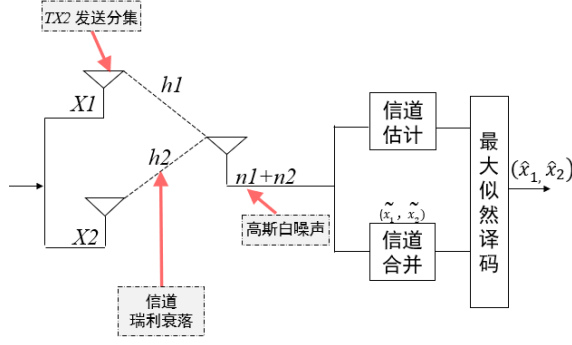 TX2 发送分集
X1
h1
信道
估计
最大似然译码
(x̂₁, x̂₂)
h2
n1+n2
(x̃₁, x̃₂)
X2
高斯白噪声
信道
合并
信道
瑞利衰落